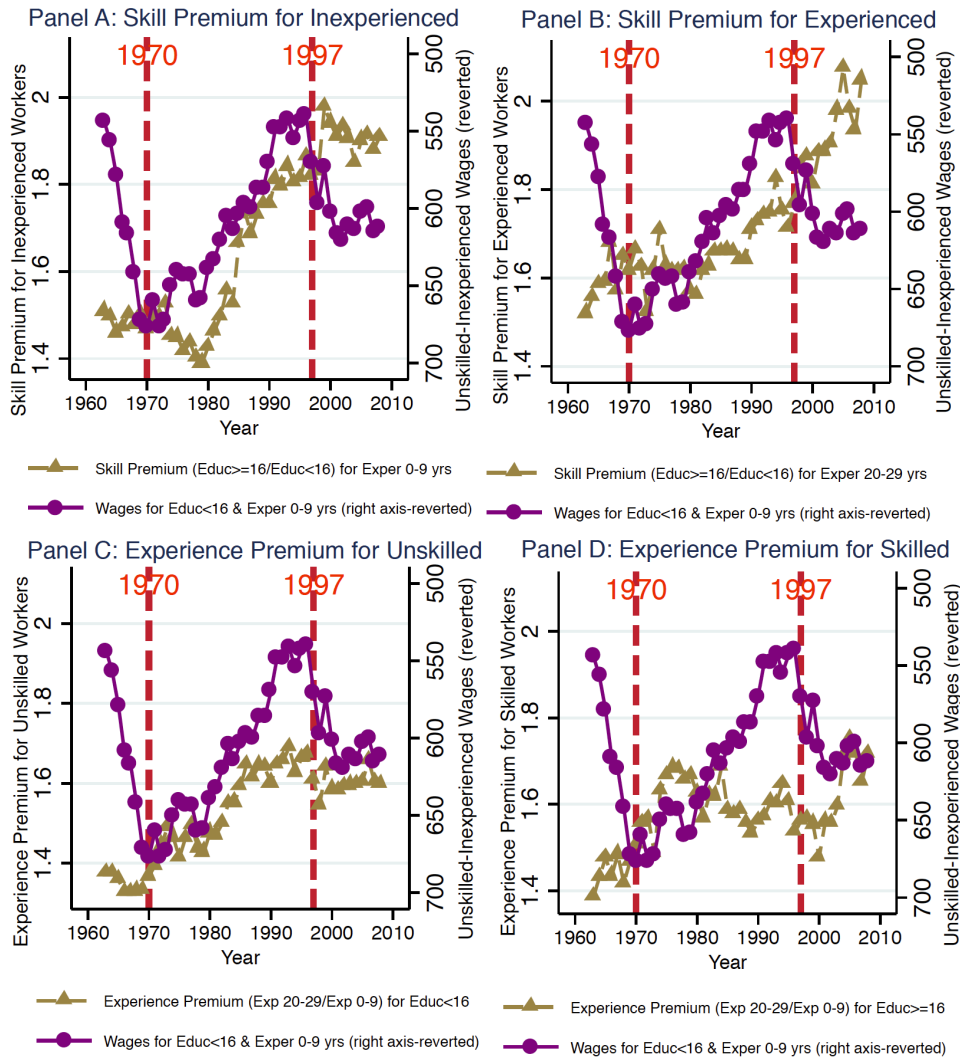 Panel A: Skill Premium for Inexperienced
1970
1997
Skill Premium for Inexperienced Workers
2
1.8
1.6
1.4
Unskilled-Inexperienced Wages (reverted)
500
550
600
650
700
1960 1970 1980 1990 2000 2010
Year
Skill Premium (Educ>=16/Educ<16) for Exper 0-9 yrs
Wages for Educ<16 & Exper 0-9 yrs (right axis-reverted)
Panel B: Skill Premium for Experienced
1970
1997
Skill Premium for Experienced Workers
2
1.8
1.6
1.4
Unskilled-Inexperienced Wages (reverted)
500
550
600
650
700
1960 1970 1980 1990 2000 2010
Year
Skill Premium (Educ>=16/Educ<16) for Exper 20-29 yrs
Wages for Educ<16 & Exper 0-9 yrs (right axis-reverted)
Panel C: Experience Premium for Unskilled
1970
1997
Experience Premium for Unskilled Workers
2
1.8
1.6
1.4
Unskilled-Inexperienced Wages (reverted)
500
550
600
650
700
1960 1970 1980 1990 2000 2010
Year
Experience Premium (Exp 20-29/Exp 0-9) for Educ<16
Wages for Educ<16 & Exper 0-9 yrs (right axis-reverted)
Panel D: Experience Premium for Skilled
1970
1997
Experience Premium for Skilled Workers
2
1.8
1.6
1.4
Unskilled-Inexperienced Wages (reverted)
500
550
600
650
700
1960 1970 1980 1990 2000 2010
Year
Experience Premium (Exp 20-29/Exp 0-9) for Educ>=16
Wages for Educ<16 & Exper 0-9 yrs (right axis-reverted)